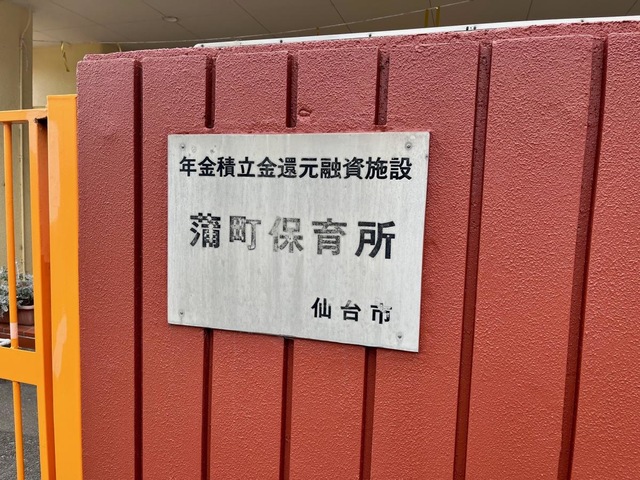 年金積立金還元融資施設
蒲町保育所
仙台市